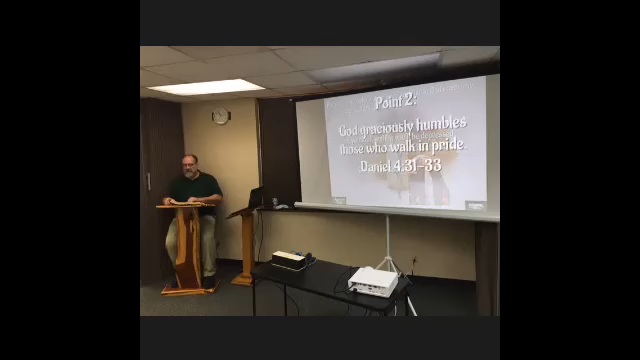 Point 2:
God graciously humbles
those who walk in pride.
Daniel 4:31-33